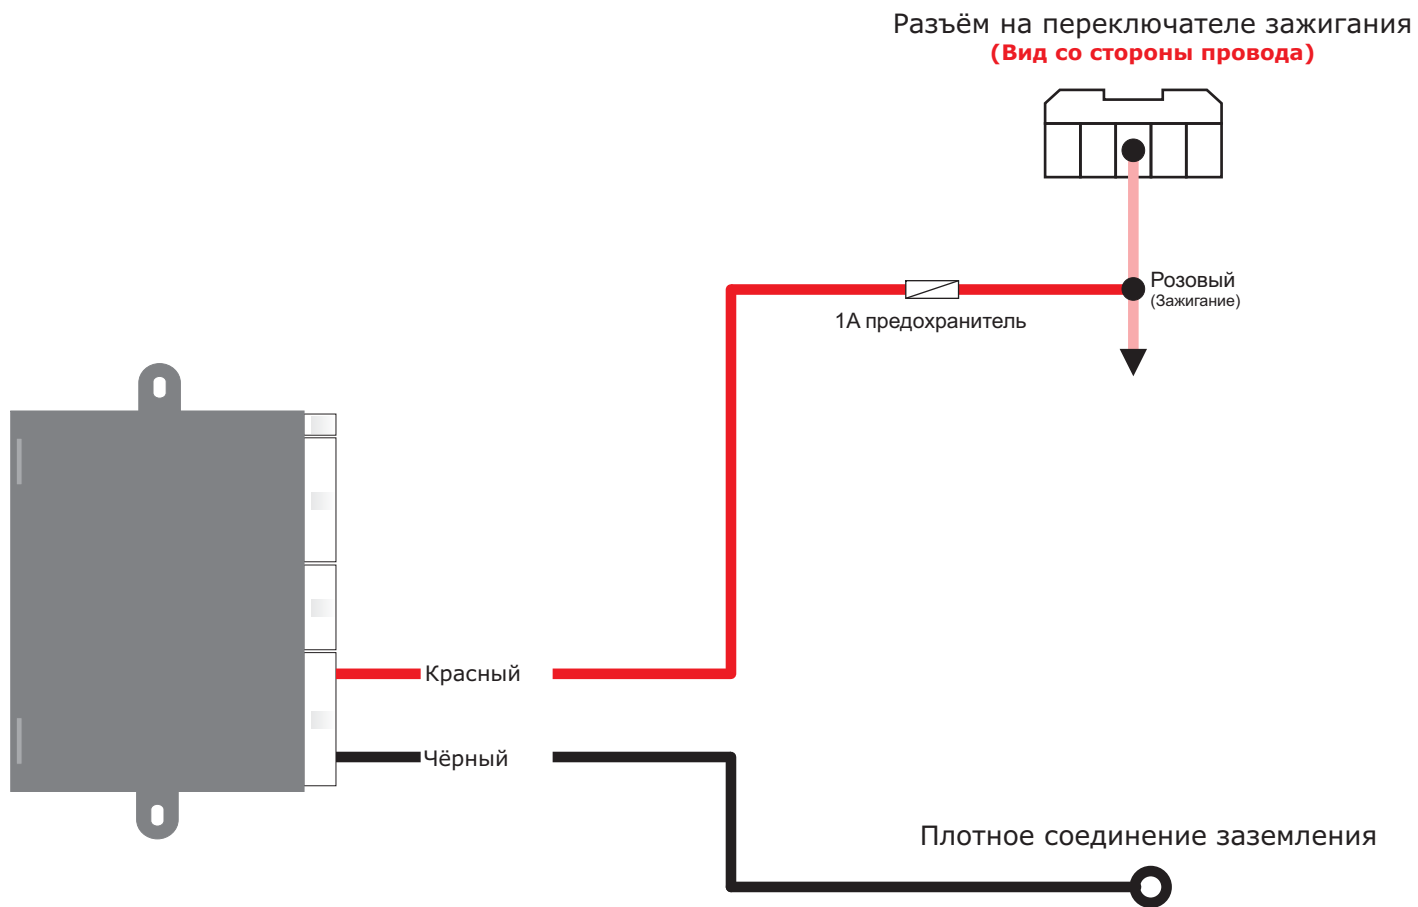 Разъём на переключателе зажигания
(Вид со стороны провода)
Розовый
(Зажигание)
1А предохранитель
Красный
Чёрный
Плотное соединение заземления